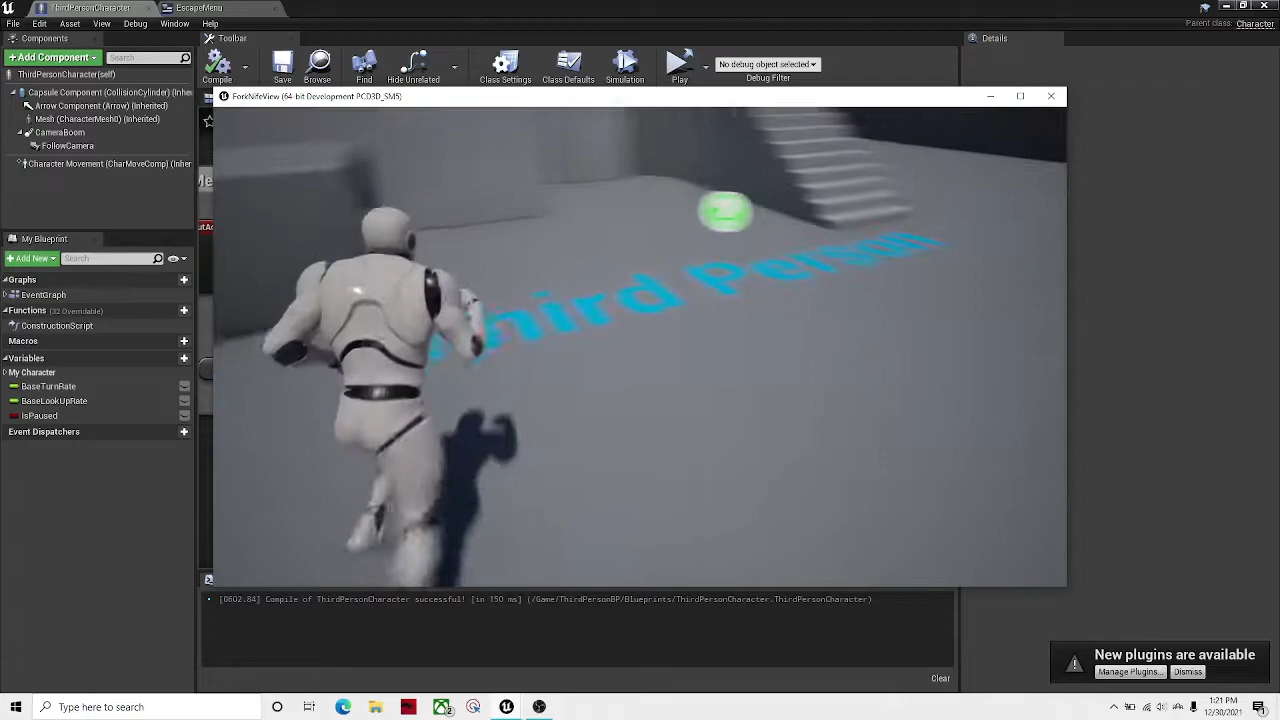 ThirdPersonCharacter
EscapeMenu
File Edit Asset View Debug Window Help
Parent class: Character
Components
Toolbar
Details
+Add Component
Search
Compile
Save
Browse
Find
Hide Unrelated
Class Settings
Class Defaults
Simulation
Play
No debug object selected
Debug Filter
ThirdPersonCharacter(self)
Capsule Component (CollisionCylinder) (Inhe
Arrow Component (Arrow) (Inherited)
Mesh (CharacterMesh0) (Inherited)
CameraBoom
FollowCamera
Character Movement (CharMoveComp) (Inher
ForkNifeView (64-bit Development PCD3D_SM5)
Third Person
My Blueprint
+Add New
Search
Graphs
EventGraph
Functions (32 Overridable)
ConstructionScript
Macros
Variables
My Character
BaseTurnRate
BaseLookUpRate
IsPaused
Event Dispatchers
[0602.84] Compile of ThirdPersonCharacter successful! [in 150 ms] (/Game/ThirdPersonBP/Blueprints/ThirdPersonCharacter.ThirdPersonCharacter)
Clear
New plugins are available
Manage Plugins...
Dismiss
Type here to search
1:21 PM
12/30/2021